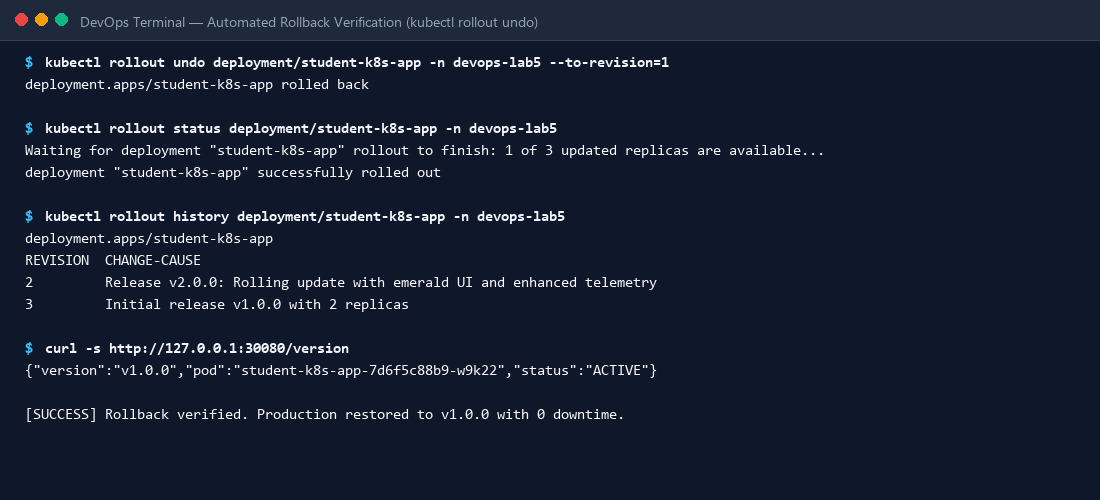 DevOps Terminal — Automated Rollback Verification (kubectl rollout undo)
$ kubectl rollout undo deployment/student-k8s-app -n devops-lab5 --to-revision=1
deployment.apps/student-k8s-app rolled back
$ kubectl rollout status deployment/student-k8s-app -n devops-lab5
Waiting for deployment "student-k8s-app" rollout to finish: 1 of 3 updated replicas are available...
deployment "student-k8s-app" successfully rolled out
$ kubectl rollout history deployment/student-k8s-app -n devops-lab5
deployment.apps/student-k8s-app
REVISION  CHANGE-CAUSE
2         Release v2.0.0: Rolling update with emerald UI and enhanced telemetry
3         Initial release v1.0.0 with 2 replicas
$ curl -s http://127.0.0.1:30080/version
{"version":"v1.0.0","pod":"student-k8s-app-7d6f5c88b9-w9k22","status":"ACTIVE"}
[SUCCESS] Rollback verified. Production restored to v1.0.0 with 0 downtime.